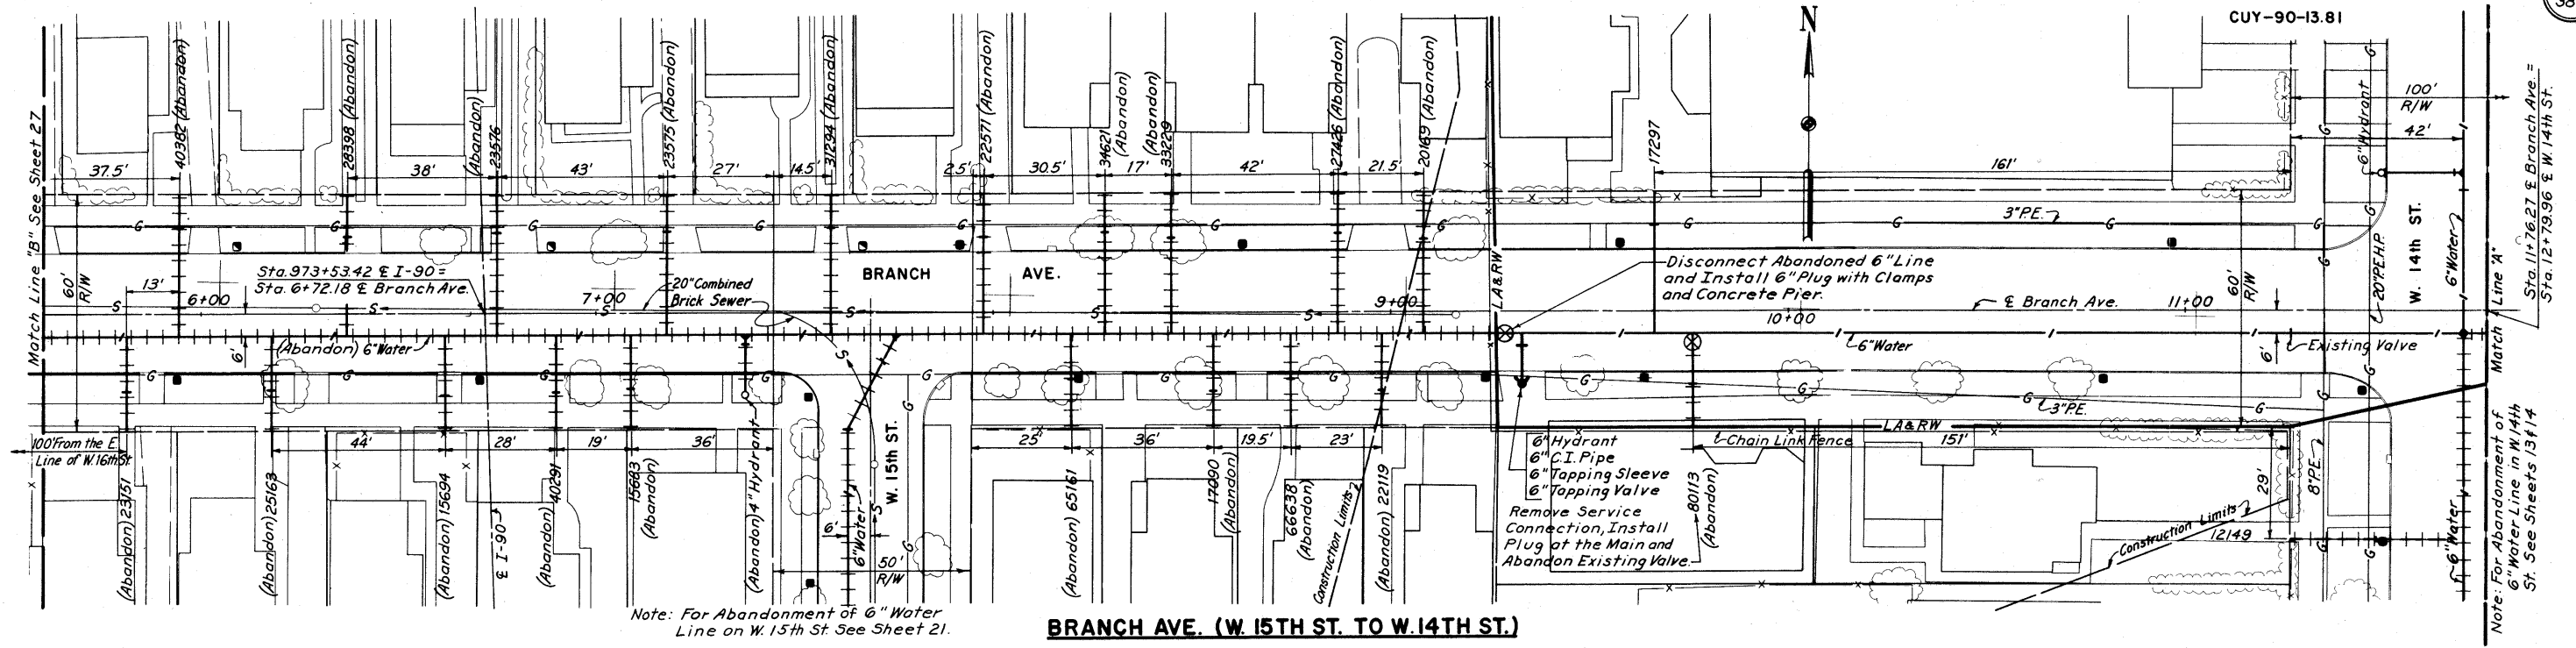 CUY-90-13.81
38
N
Match Line "B" See Sheet 27
40382 (Abandon)
28398 (Abandon)
(Abandon)
23576
23575 (Abandon)
31294 (Abandon)
22571 (Abandon)
34621
(Abandon)
(Abandon)
33229
27426 (Abandon)
20169 (Abandon)
17297
6"Hydrant
100'
R/W
42'
37.5'
38'
43'
27'
14.5'
2.5'
30.5'
17'
42'
21.5'
161'
G G G G G G G G G G
3"P.E.
60'
R/W
13'
6+00
Sta. 973+53.42 ℄ I-90 =
Sta. 6+72.18 ℄ Branch Ave.
7+00
20"Combined
Brick Sewer
BRANCH AVE.
9+00
LA&RW
Disconnect Abandoned 6"Line
and Install 6"Plug with Clamps
and Concrete Pier.
10+00
℄ Branch Ave.
11+00
60'
R/W
20"P.E.H.P.
W. 14th ST.
6"Water
Match Line "A"
Sta. 11+76.27 ℄ Branch Ave. =
Sta. 12+79.96 ℄ W. 14th St.
S S S S S
6'
(Abandon) 6"Water
6"Water
6'
Existing Valve
G G G G G G G G G
3"P.E.
LA&RW
100'From the E.
Line of W.16th St.
44'
28'
19'
36'
25'
36'
19.5'
23'
Chain Link Fence
151'
(Abandon) 23151
(Abandon) 25163
(Abandon) 15694
℄ I-90
(Abandon)
40291
15683
(Abandon)
(Abandon) 4"Hydrant
6'
6"Water
S
W. 15th ST.
50'
R/W
(Abandon) 65161
17090
(Abandon)
66638
(Abandon)
Construction Limits
(Abandon) 22119
6"Hydrant
6"C.I. Pipe
6"Tapping Sleeve
6"Tapping Valve
Remove Service
Connection, Install
Plug at the Main and
Abandon Existing Valve.
80113
(Abandon)
Construction Limits
12149
29'
8"P.E.
6"Water
Note: For Abandonment of
6"Water Line in W.14th
St. See Sheets 13 & 14
Note: For Abandonment of 6"Water
Line on W. 15th St. See Sheet 21.
BRANCH AVE. (W. 15TH ST. TO W.14TH ST.)